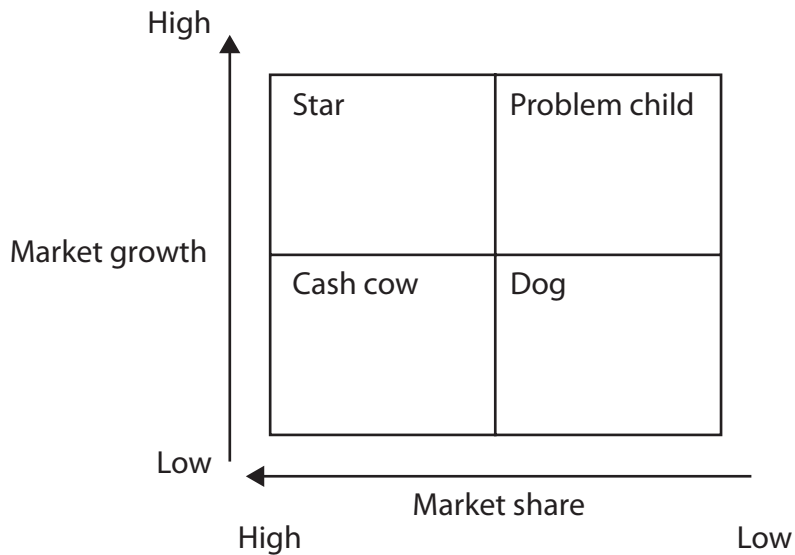 High
Star
Problem child
Market growth
Cash cow
Dog
Low
Market share
High
Low